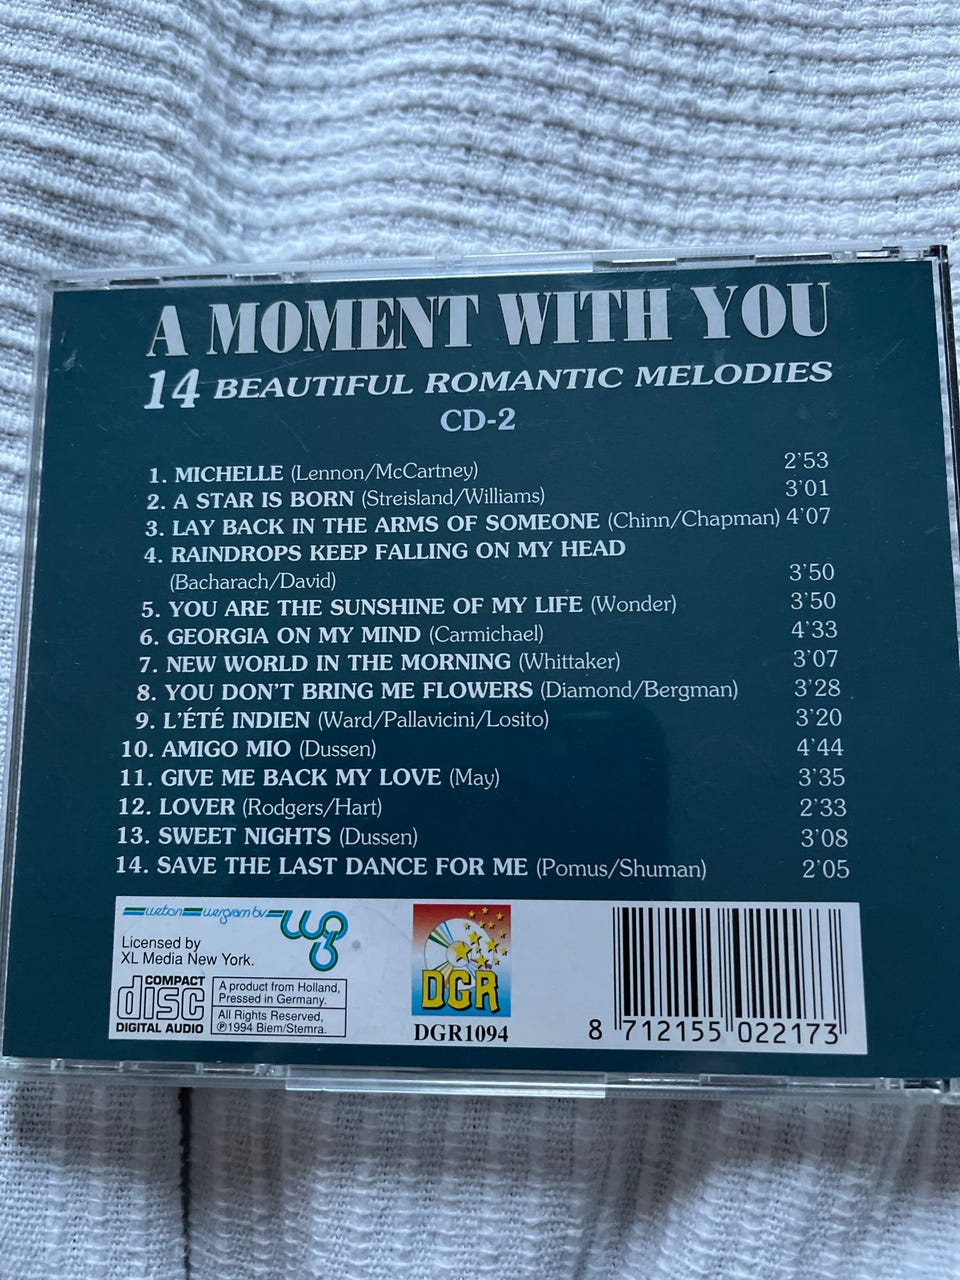 A MOMENT WITH YOU
14 BEAUTIFUL ROMANTIC MELODIES
CD-2
1. MICHELLE (Lennon/McCartney) 2'53
2. A STAR IS BORN (Streisland/Williams) 3'01
3. LAY BACK IN THE ARMS OF SOMEONE (Chinn/Chapman) 4'07
4. RAINDROPS KEEP FALLING ON MY HEAD
(Bacharach/David) 3'50
5. YOU ARE THE SUNSHINE OF MY LIFE (Wonder) 3'50
6. GEORGIA ON MY MIND (Carmichael) 4'33
7. NEW WORLD IN THE MORNING (Whittaker) 3'07
8. YOU DON'T BRING ME FLOWERS (Diamond/Bergman) 3'28
9. L'ÉTÉ INDIEN (Ward/Pallavicini/Losito) 3'20
10. AMIGO MIO (Dussen) 4'44
11. GIVE ME BACK MY LOVE (May) 3'35
12. LOVER (Rodgers/Hart) 2'33
13. SWEET NIGHTS (Dussen) 3'08
14. SAVE THE LAST DANCE FOR ME (Pomus/Shuman) 2'05
weton wesgram bv
Licensed by
XL Media New York.
COMPACT
disc
DIGITAL AUDIO
A product from Holland,
Pressed in Germany.
All Rights Reserved,
℗1994 Biem/Stemra.
DGR
DGR1094
8 712155 022173